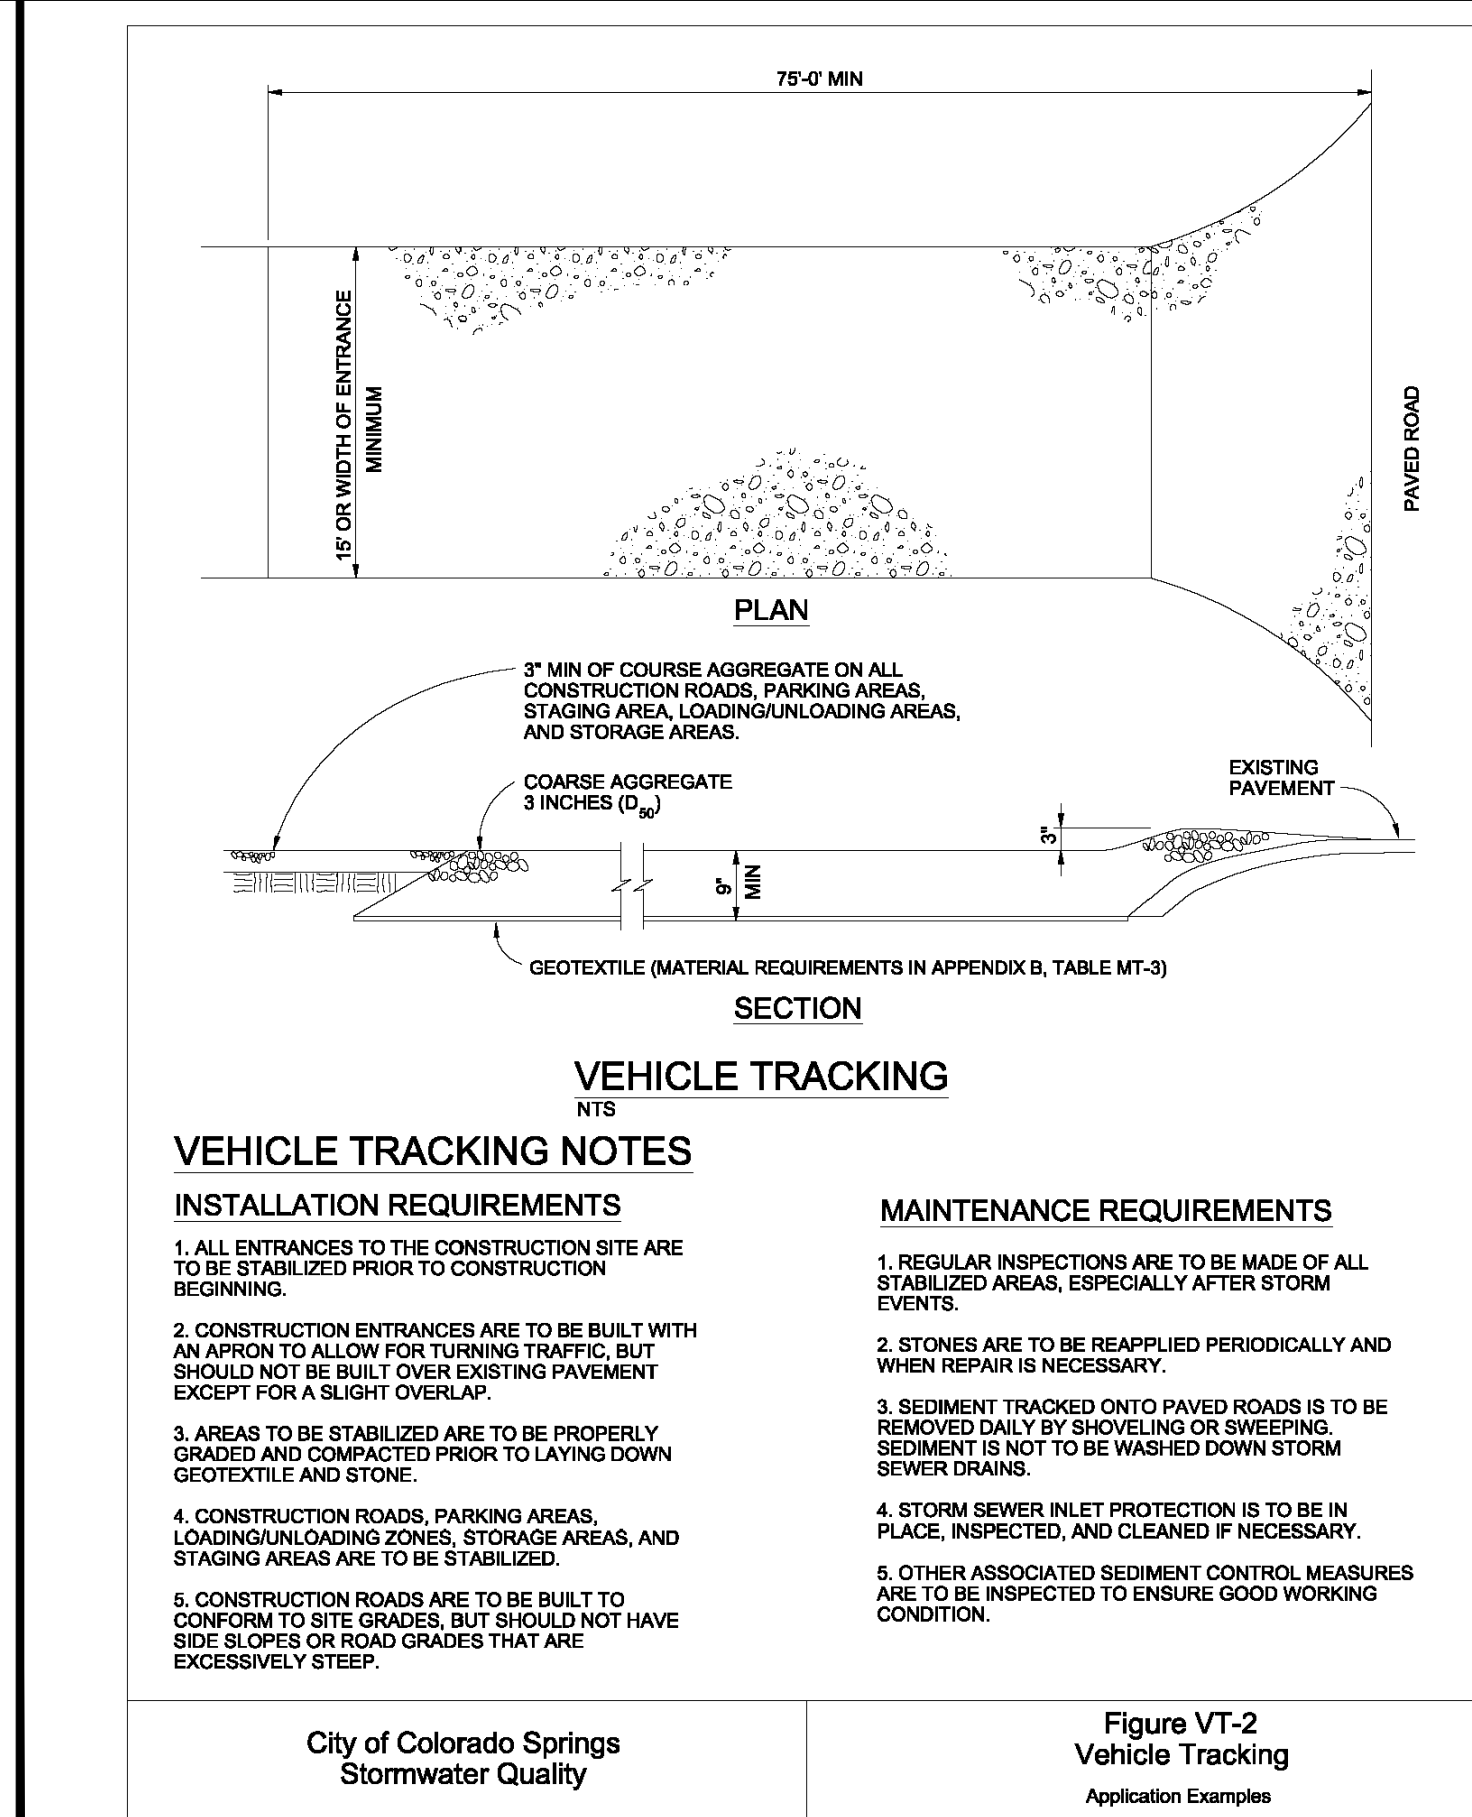 75'-0' MIN
15' OR WIDTH OF ENTRANCE
MINIMUM
PAVED ROAD
PLAN
3" MIN OF COURSE AGGREGATE ON ALL
CONSTRUCTION ROADS, PARKING AREAS,
STAGING AREA, LOADING/UNLOADING AREAS,
AND STORAGE AREAS.
COARSE AGGREGATE
3 INCHES (D50)
EXISTING
PAVEMENT
3"
9"
MIN
GEOTEXTILE (MATERIAL REQUIREMENTS IN APPENDIX B, TABLE MT-3)
SECTION
VEHICLE TRACKING
NTS
VEHICLE TRACKING NOTES
INSTALLATION REQUIREMENTS
1. ALL ENTRANCES TO THE CONSTRUCTION SITE ARE
TO BE STABILIZED PRIOR TO CONSTRUCTION
BEGINNING.
2. CONSTRUCTION ENTRANCES ARE TO BE BUILT WITH
AN APRON TO ALLOW FOR TURNING TRAFFIC, BUT
SHOULD NOT BE BUILT OVER EXISTING PAVEMENT
EXCEPT FOR A SLIGHT OVERLAP.
3. AREAS TO BE STABILIZED ARE TO BE PROPERLY
GRADED AND COMPACTED PRIOR TO LAYING DOWN
GEOTEXTILE AND STONE.
4. CONSTRUCTION ROADS, PARKING AREAS,
LOADING/UNLOADING ZONES, STORAGE AREAS, AND
STAGING AREAS ARE TO BE STABILIZED.
5. CONSTRUCTION ROADS ARE TO BE BUILT TO
CONFORM TO SITE GRADES, BUT SHOULD NOT HAVE
SIDE SLOPES OR ROAD GRADES THAT ARE
EXCESSIVELY STEEP.
MAINTENANCE REQUIREMENTS
1. REGULAR INSPECTIONS ARE TO BE MADE OF ALL
STABILIZED AREAS, ESPECIALLY AFTER STORM
EVENTS.
2. STONES ARE TO BE REAPPLIED PERIODICALLY AND
WHEN REPAIR IS NECESSARY.
3. SEDIMENT TRACKED ONTO PAVED ROADS IS TO BE
REMOVED DAILY BY SHOVELING OR SWEEPING.
SEDIMENT IS NOT TO BE WASHED DOWN STORM
SEWER DRAINS.
4. STORM SEWER INLET PROTECTION IS TO BE IN
PLACE, INSPECTED, AND CLEANED IF NECESSARY.
5. OTHER ASSOCIATED SEDIMENT CONTROL MEASURES
ARE TO BE INSPECTED TO ENSURE GOOD WORKING
CONDITION.
City of Colorado Springs
Stormwater Quality
Figure VT-2
Vehicle Tracking
Application Examples